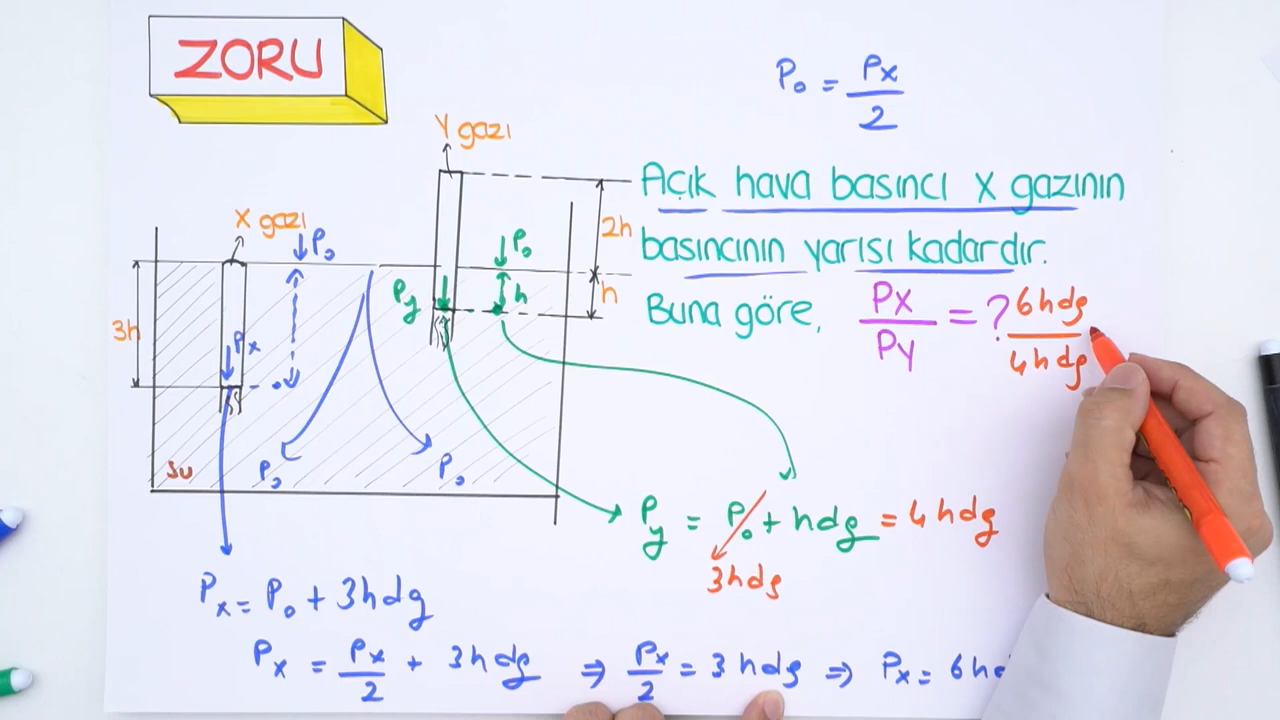 ZORU
P₀ = Px/2
Y gazı
X gazı
Açık hava basıncı X gazının
basıncının yarısı kadardır.
Buna göre, Px/Py = ? 6hdg/4hdg
P₀
P₀
2h
h
h
Py
3h
Px
su
P₀
P₀
Py = P₀ + hdg = 4hdg
3hdg
Px = P₀ + 3hdg
Px = Px/2 + 3hdg ⇒ Px/2 = 3hdg ⇒ Px = 6h